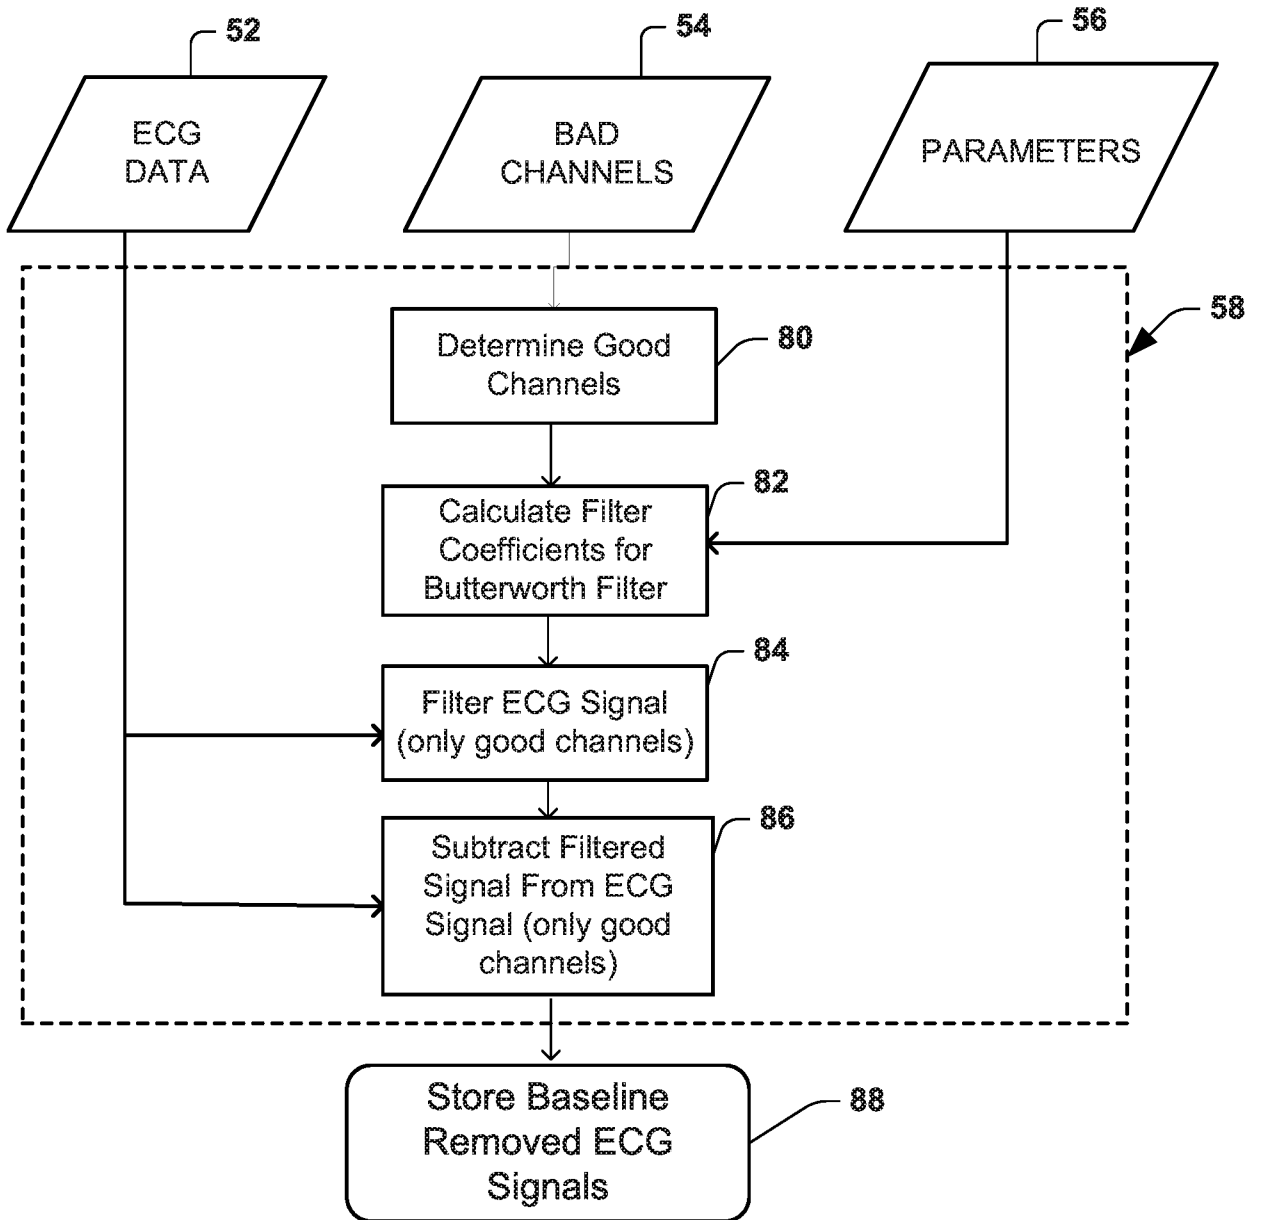 52
54
56
ECG
DATA
BAD
CHANNELS
PARAMETERS
58
Determine Good
Channels
80
Calculate Filter
Coefficients for
Butterworth Filter
82
Filter ECG Signal
(only good channels)
84
Subtract Filtered
Signal From ECG
Signal (only good
channels)
86
Store Baseline
Removed ECG
Signals
88